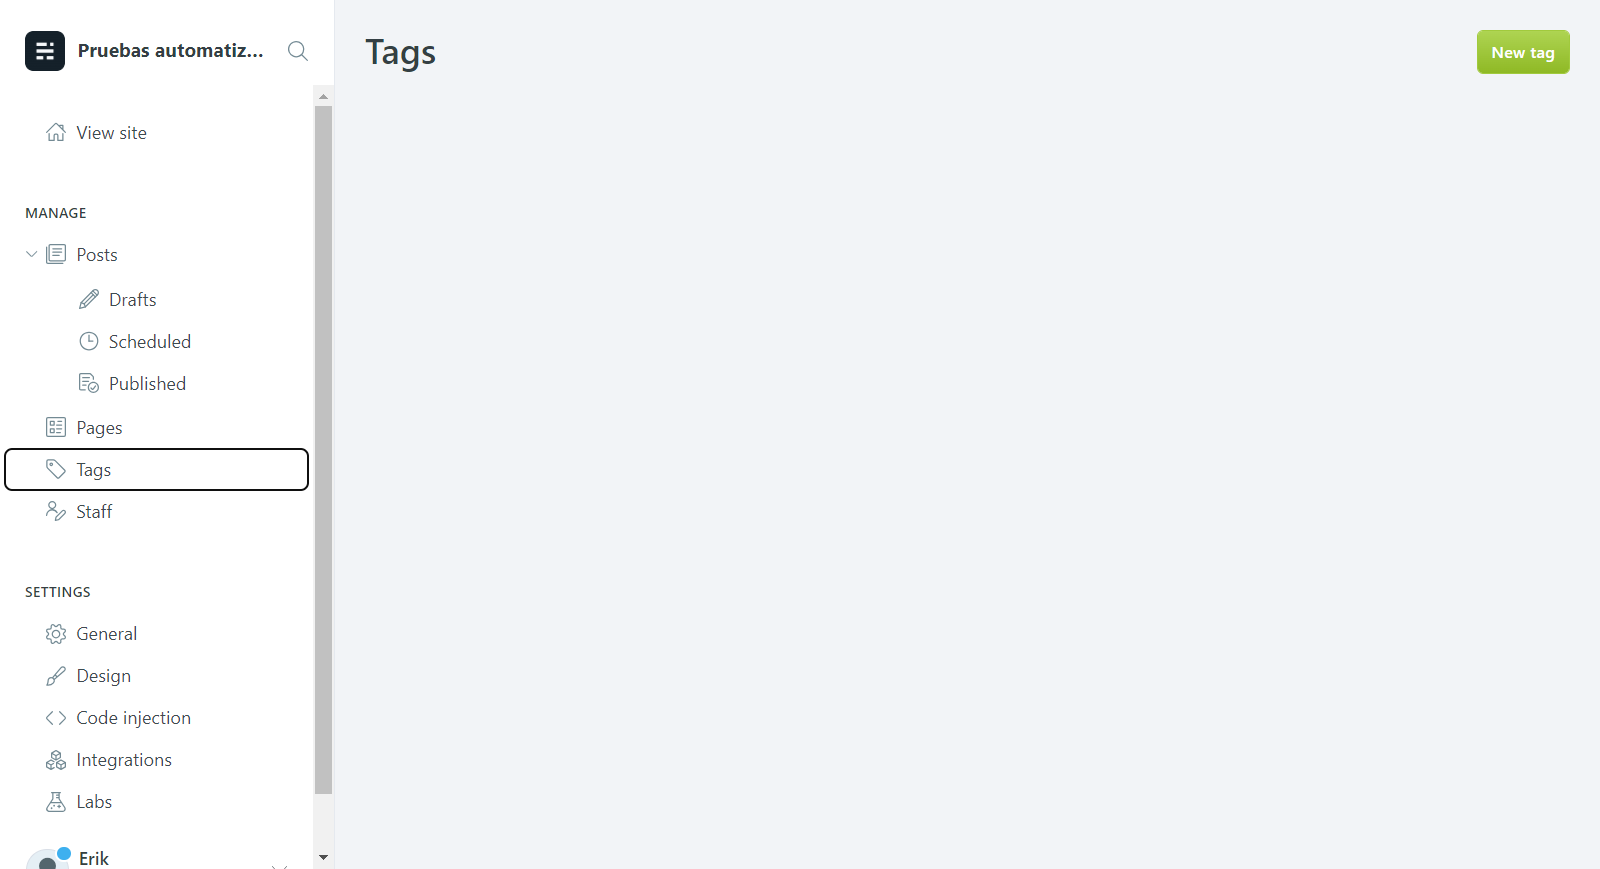 Pruebas automatiz...
View site
MANAGE
Posts
Drafts
Scheduled
Published
Pages
Tags
Staff
SETTINGS
General
Design
Code injection
Integrations
Labs
Erik
Tags
New tag